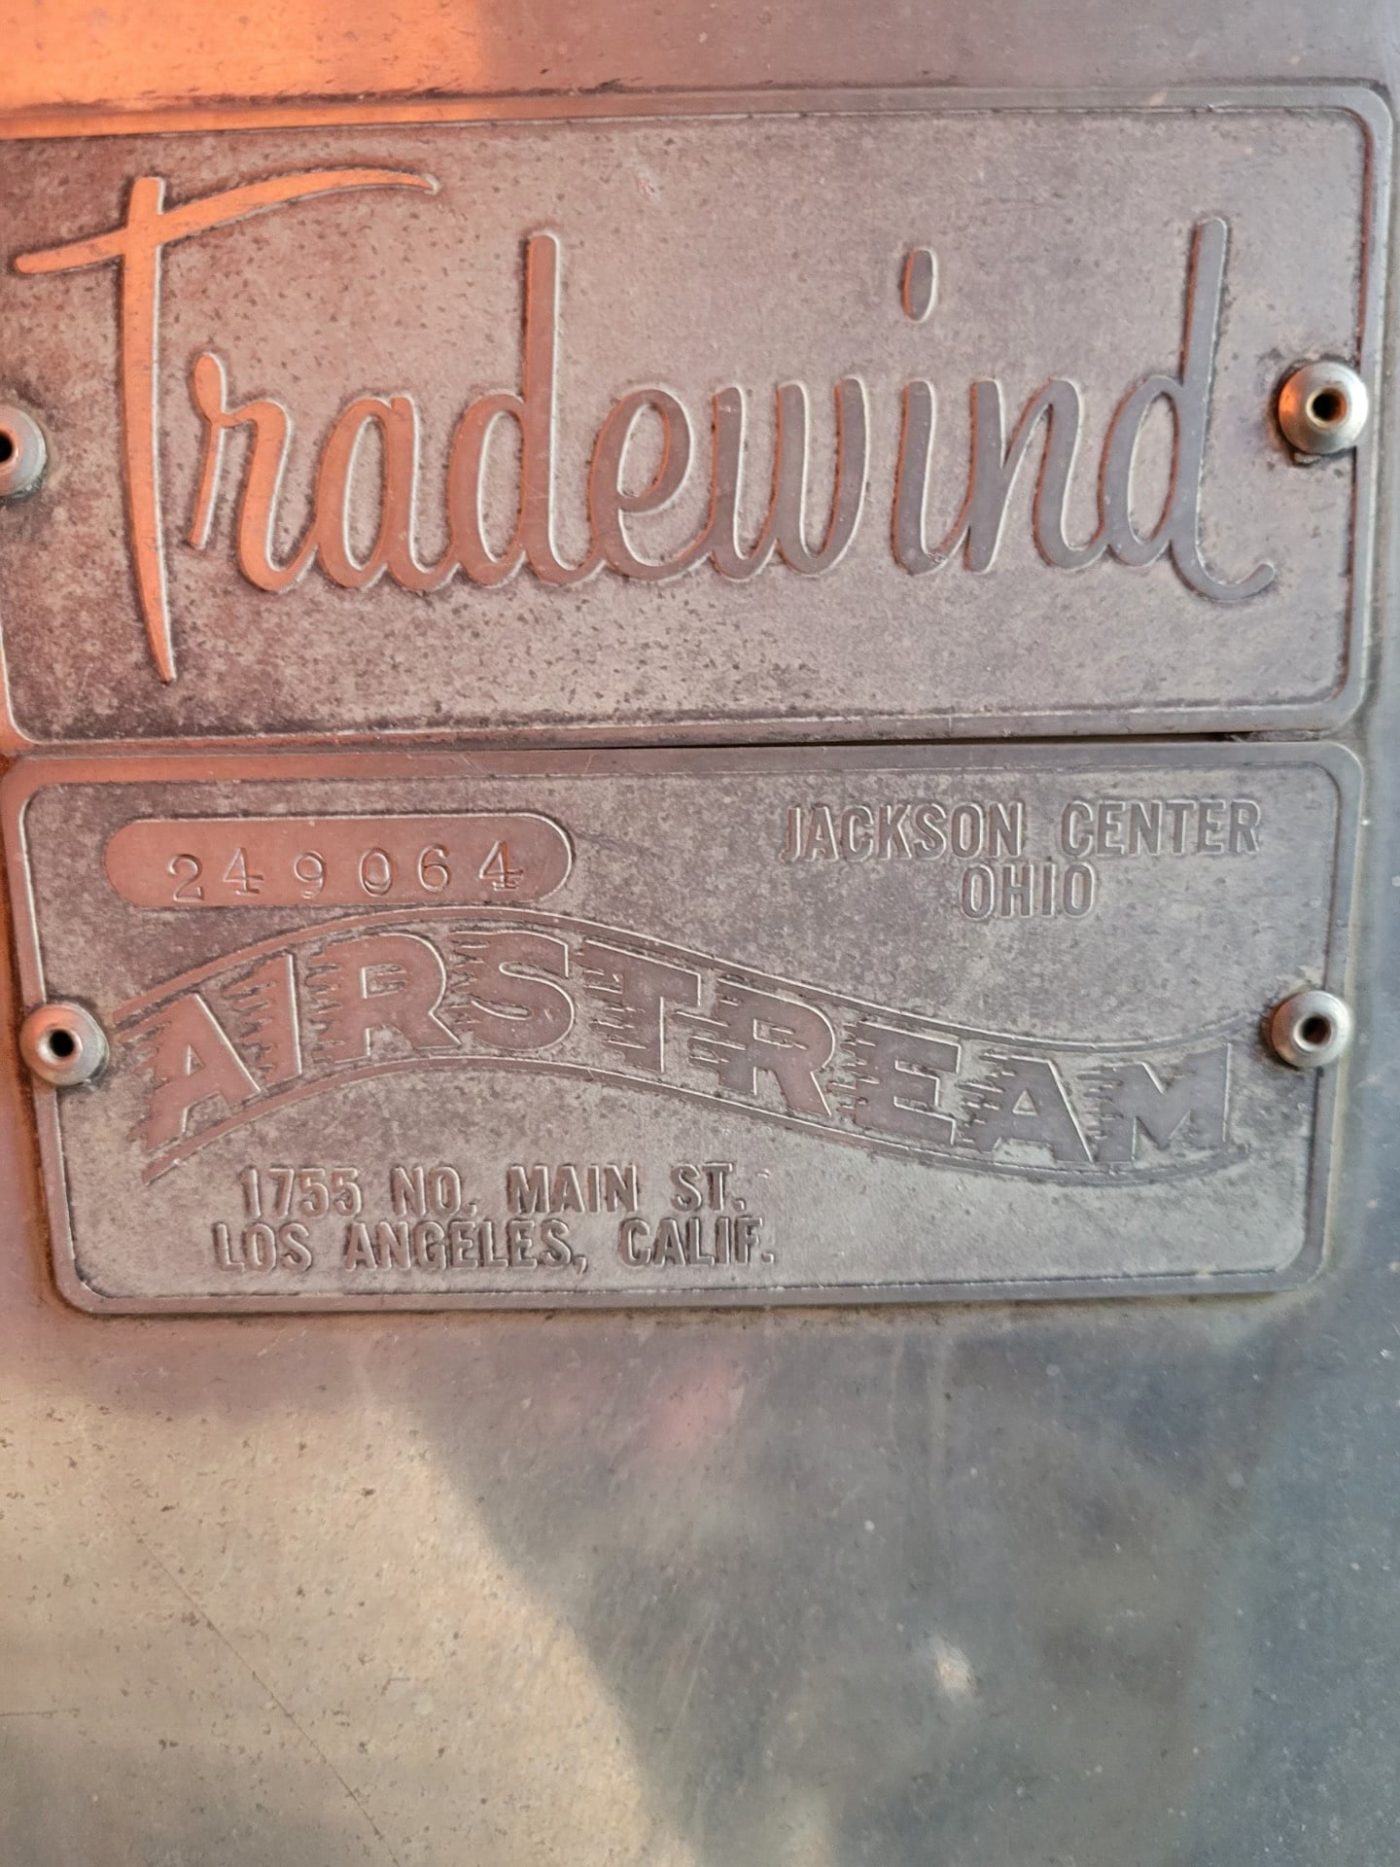 Tradewind
249064
JACKSON CENTER
OHIO
AIRSTREAM
1755 NO. MAIN ST.
LOS ANGELES, CALIF.